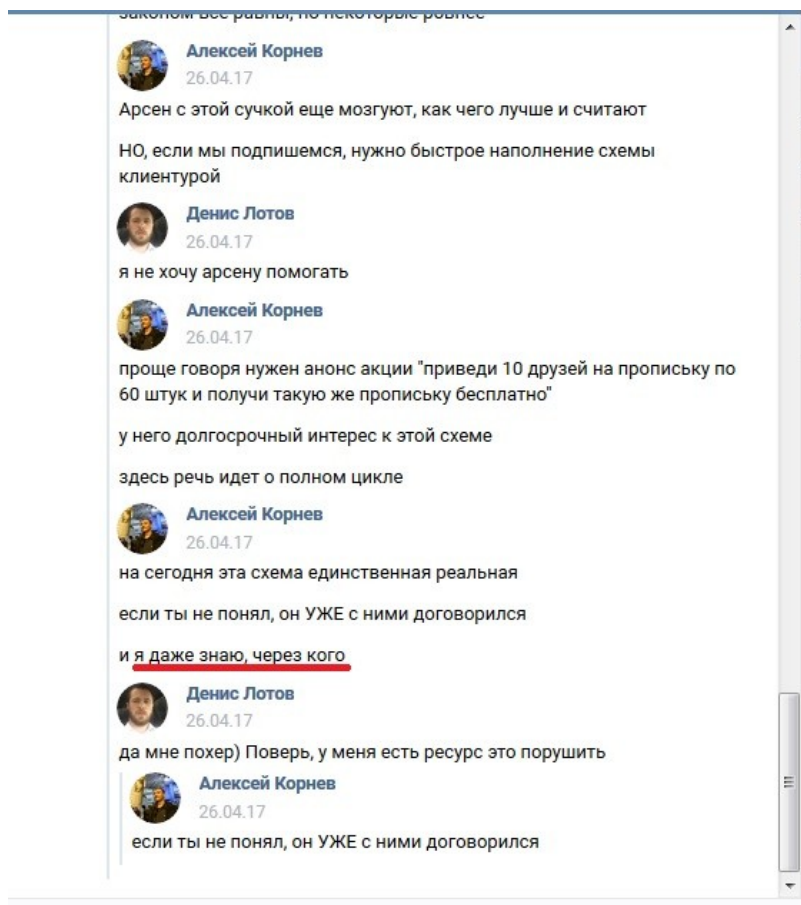 законом все равны, но некоторые ровнее
Алексей Корнев
26.04.17
Арсен с этой сучкой еще мозгуют, как чего лучше и считают
НО, если мы подпишемся, нужно быстрое наполнение схемы
клиентурой
Денис Лотов
26.04.17
я не хочу арсену помогать
Алексей Корнев
26.04.17
проще говоря нужен анонс акции "приведи 10 друзей на пропиську по
60 штук и получи такую же пропиську бесплатно"
у него долгосрочный интерес к этой схеме
здесь речь идет о полном цикле
Алексей Корнев
26.04.17
на сегодня эта схема единственная реальная
если ты не понял, он УЖЕ с ними договорился
и я даже знаю, через кого
Денис Лотов
26.04.17
да мне похер) Поверь, у меня есть ресурс это порушить
Алексей Корнев
26.04.17
если ты не понял, он УЖЕ с ними договорился